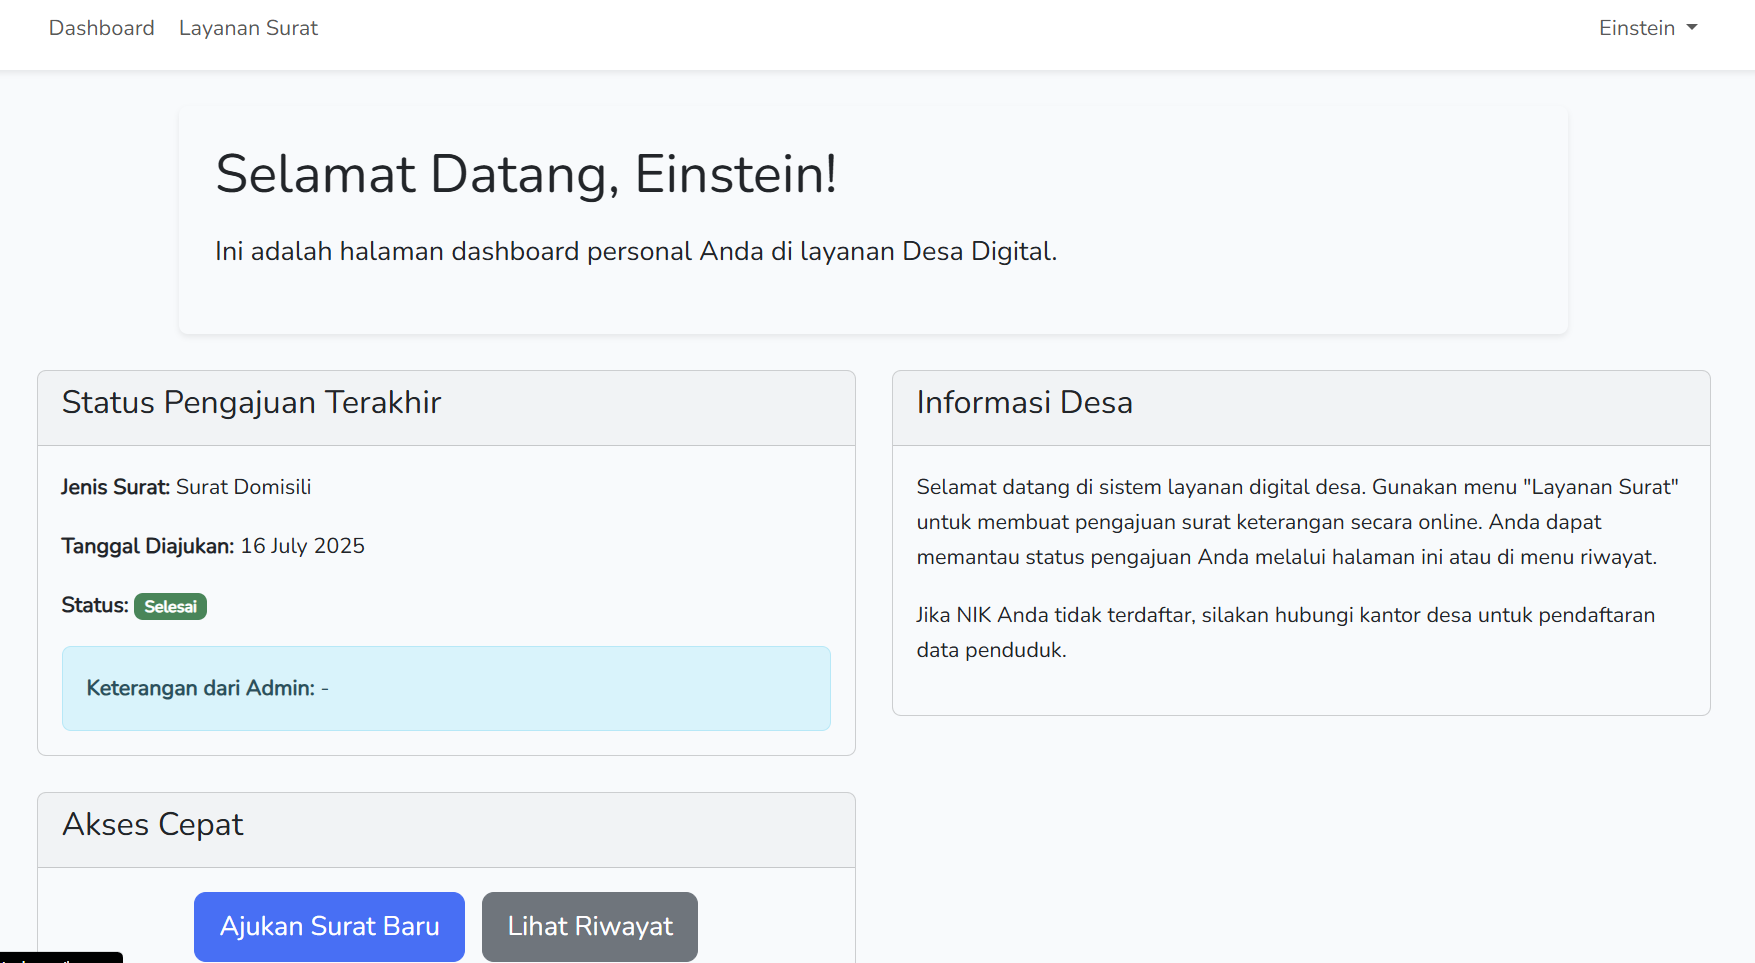 Dashboard Layanan Surat Einstein
Selamat Datang, Einstein!
Ini adalah halaman dashboard personal Anda di layanan Desa Digital.
Status Pengajuan Terakhir
Jenis Surat: Surat Domisili
Tanggal Diajukan: 16 July 2025
Status: Selesai
Keterangan dari Admin: -
Informasi Desa
Selamat datang di sistem layanan digital desa. Gunakan menu "Layanan Surat"
untuk membuat pengajuan surat keterangan secara online. Anda dapat
memantau status pengajuan Anda melalui halaman ini atau di menu riwayat.
Jika NIK Anda tidak terdaftar, silakan hubungi kantor desa untuk pendaftaran
data penduduk.
Akses Cepat
Ajukan Surat Baru Lihat Riwayat